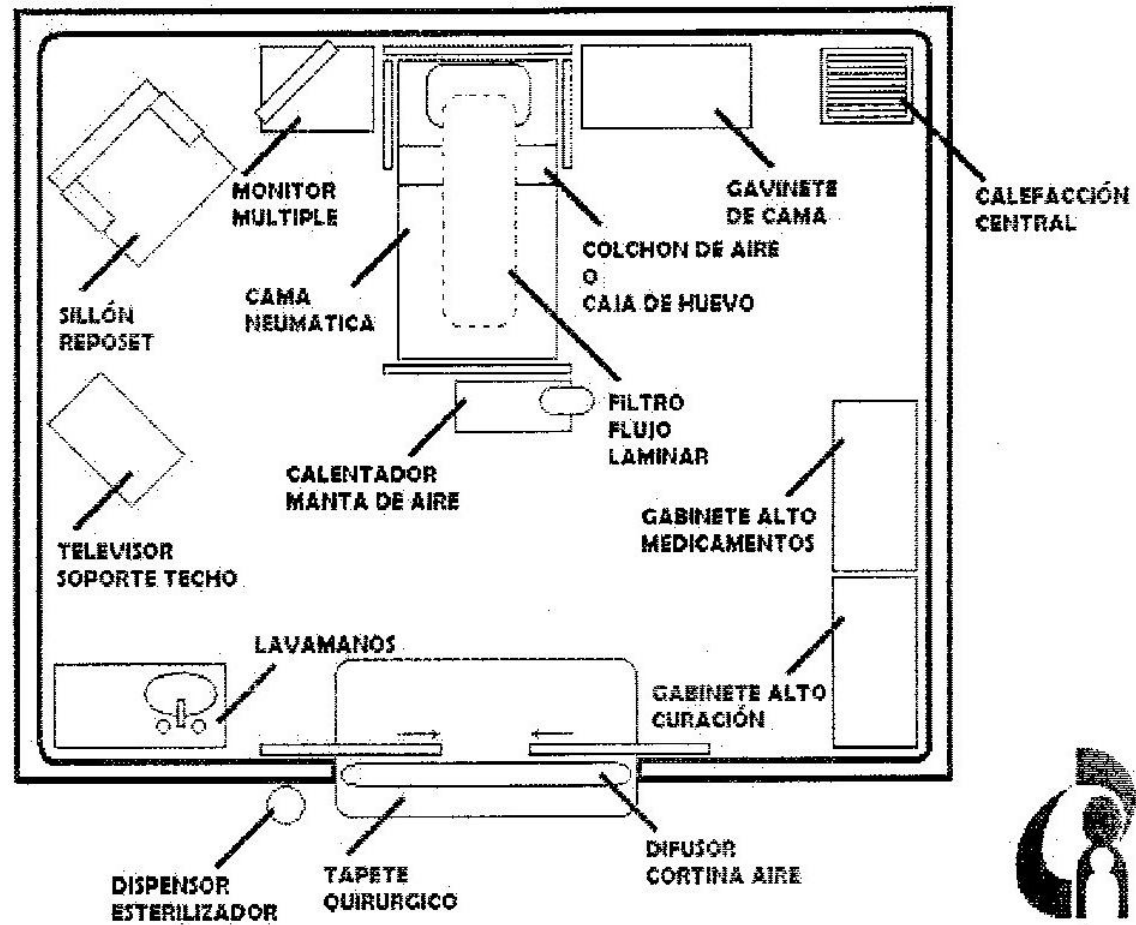 MONITOR
MULTIPLE
GAVINETE
DE CAMA
CALEFACCIÓN
CENTRAL
COLCHON DE AIRE
O
CAJA DE HUEVO
CAMA
NEUMATICA
SILLÓN
REPOSET
FILTRO
FLUJO
LAMINAR
CALENTADOR
MANTA DE AIRE
GABINETE ALTO
MEDICAMENTOS
TELEVISOR
SOPORTE TECHO
LAVAMANOS
GABINETE ALTO
CURACIÓN
DIFUSOR
CORTINA AIRE
TAPETE
QUIRURGICO
DISPENSOR
ESTERILIZADOR